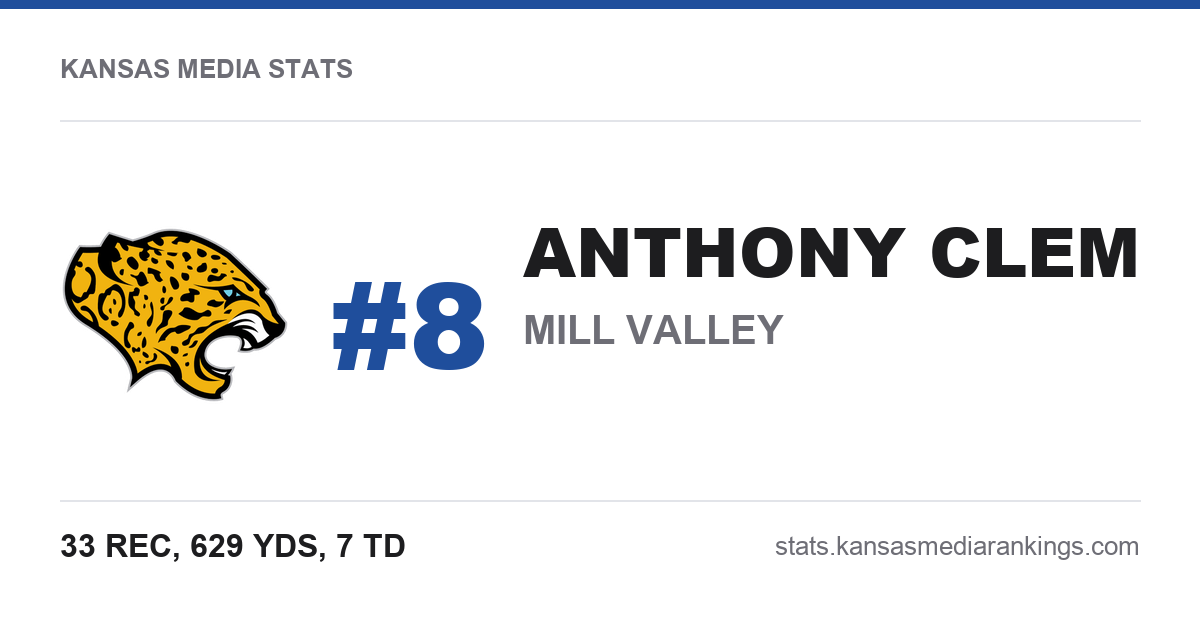 KANSAS MEDIA STATS
#8
ANTHONY CLEM
MILL VALLEY
33 REC, 629 YDS, 7 TD
stats.kansasmediarankings.com